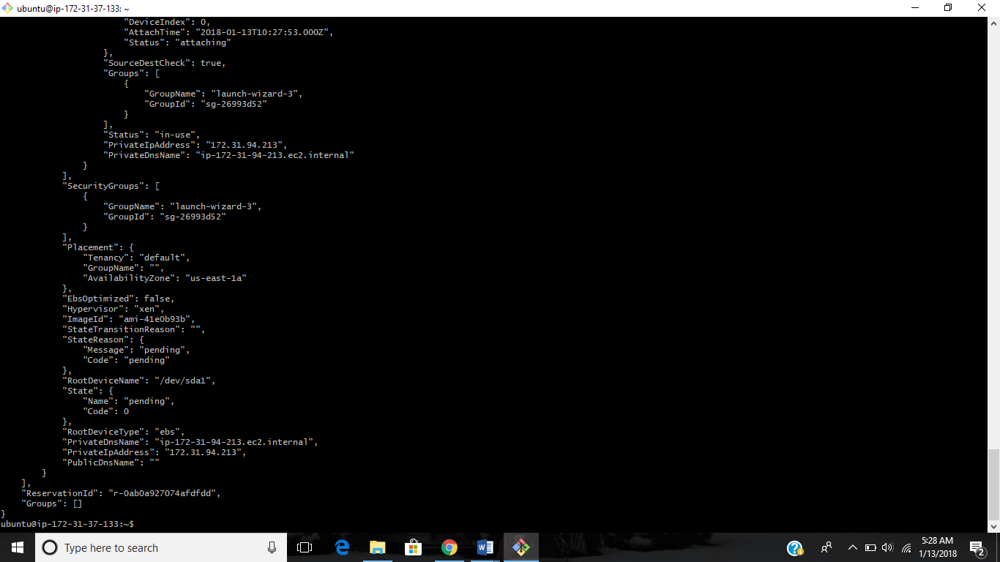 ubuntu@ip-172-31-37-133: ~
"DeviceIndex": 0,
"AttachTime": "2018-01-13T10:27:53.000Z",
"Status": "attaching"
},
"SourceDestCheck": true,
"Groups": [
{
"GroupName": "launch-wizard-3",
"GroupId": "sg-26993d52"
}
],
"Status": "in-use",
"PrivateIpAddress": "172.31.94.213",
"PrivateDnsName": "ip-172-31-94-213.ec2.internal"
}
],
"SecurityGroups": [
{
"GroupName": "launch-wizard-3",
"GroupId": "sg-26993d52"
}
],
"Placement": {
"Tenancy": "default",
"GroupName": "",
"AvailabilityZone": "us-east-1a"
},
"EbsOptimized": false,
"Hypervisor": "xen",
"ImageId": "ami-41e0b93b",
"StateTransitionReason": "",
"StateReason": {
"Message": "pending",
"Code": "pending"
},
"RootDeviceName": "/dev/sda1",
"State": {
"Name": "pending",
"Code": 0
},
"RootDeviceType": "ebs",
"PrivateDnsName": "ip-172-31-94-213.ec2.internal",
"PrivateIpAddress": "172.31.94.213",
"PublicDnsName": ""
}
],
"ReservationId": "r-0ab0a927074afdfdd",
"Groups": []
}
ubuntu@ip-172-31-37-133:~$
Type here to search
5:28 AM
1/13/2018
2